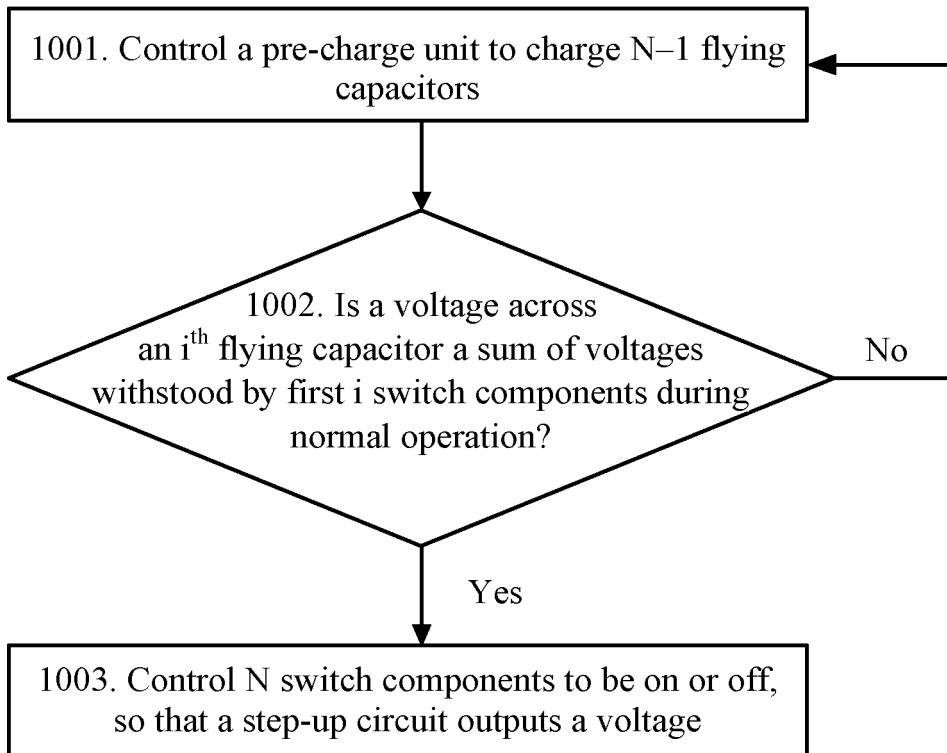 1001. Control a pre-charge unit to charge N–1 flying
capacitors
1002. Is a voltage across
an i^th flying capacitor a sum of voltages
withstood by first i switch components during
normal operation?
No
Yes
1003. Control N switch components to be on or off,
so that a step-up circuit outputs a voltage